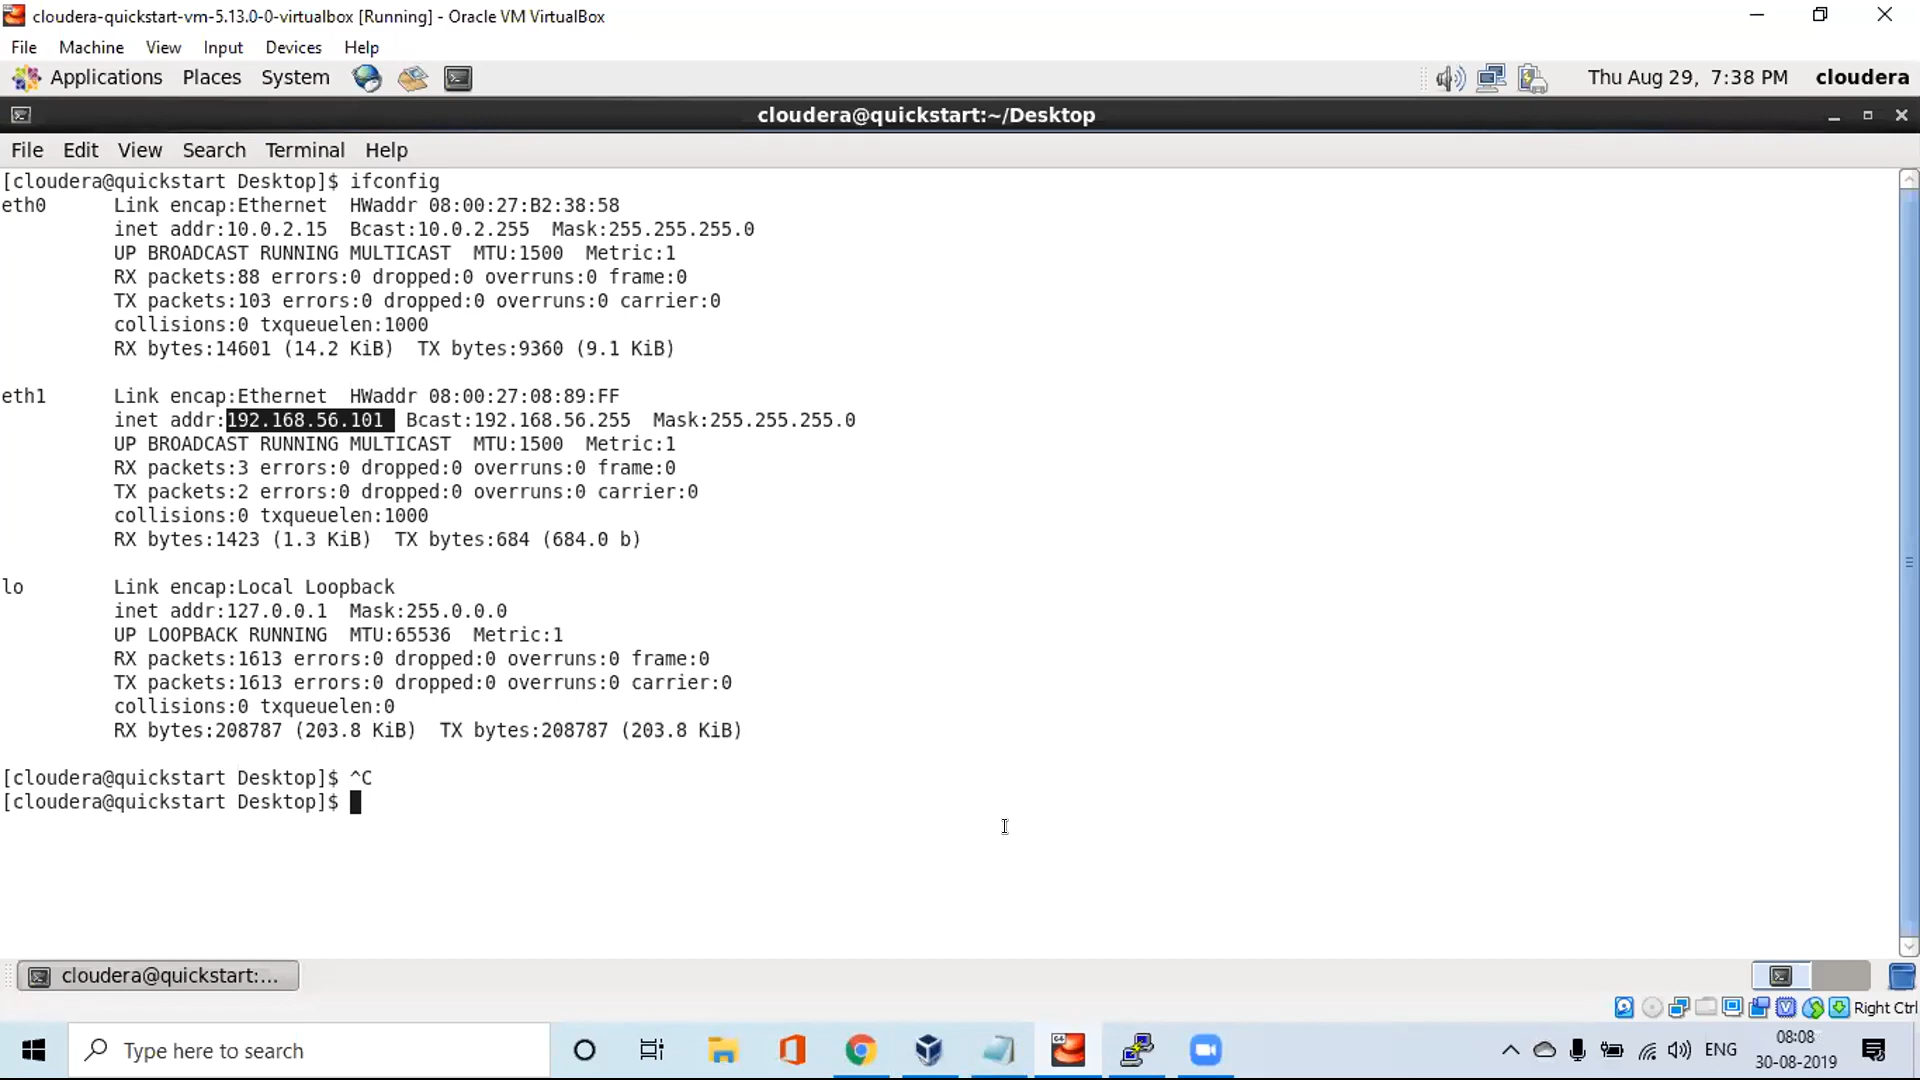 cloudera-quickstart-vm-5.13.0-0-virtualbox [Running] - Oracle VM VirtualBox
File Machine View Input Devices Help
Applications Places System Thu Aug 29, 7:38 PM cloudera
cloudera@quickstart:~/Desktop
File Edit View Search Terminal Help
[cloudera@quickstart Desktop]$ ifconfig
eth0 Link encap:Ethernet HWaddr 08:00:27:B2:38:58
inet addr:10.0.2.15 Bcast:10.0.2.255 Mask:255.255.255.0
UP BROADCAST RUNNING MULTICAST MTU:1500 Metric:1
RX packets:88 errors:0 dropped:0 overruns:0 frame:0
TX packets:103 errors:0 dropped:0 overruns:0 carrier:0
collisions:0 txqueuelen:1000
RX bytes:14601 (14.2 KiB) TX bytes:9360 (9.1 KiB)
eth1 Link encap:Ethernet HWaddr 08:00:27:08:89:FF
inet addr:192.168.56.101 Bcast:192.168.56.255 Mask:255.255.255.0
UP BROADCAST RUNNING MULTICAST MTU:1500 Metric:1
RX packets:3 errors:0 dropped:0 overruns:0 frame:0
TX packets:2 errors:0 dropped:0 overruns:0 carrier:0
collisions:0 txqueuelen:1000
RX bytes:1423 (1.3 KiB) TX bytes:684 (684.0 b)
lo Link encap:Local Loopback
inet addr:127.0.0.1 Mask:255.0.0.0
UP LOOPBACK RUNNING MTU:65536 Metric:1
RX packets:1613 errors:0 dropped:0 overruns:0 frame:0
TX packets:1613 errors:0 dropped:0 overruns:0 carrier:0
collisions:0 txqueuelen:0
RX bytes:208787 (203.8 KiB) TX bytes:208787 (203.8 KiB)
[cloudera@quickstart Desktop]$ ^C
[cloudera@quickstart Desktop]$
cloudera@quickstart:...
Right Ctrl
Type here to search
ENG
08:08
30-08-2019